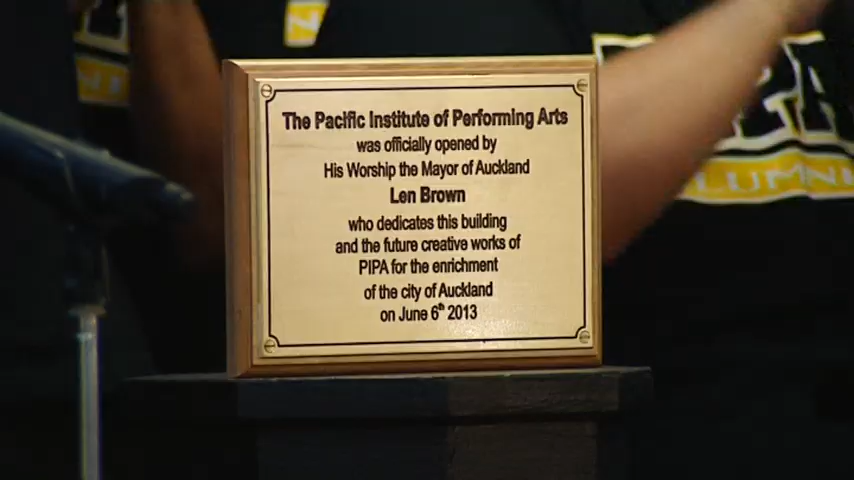 The Pacific Institute of Performing Arts
was officially opened by
His Worship the Mayor of Auckland
Len Brown
who dedicates this building
and the future creative works of
PIPA for the enrichment
of the city of Auckland
on June 6th 2013